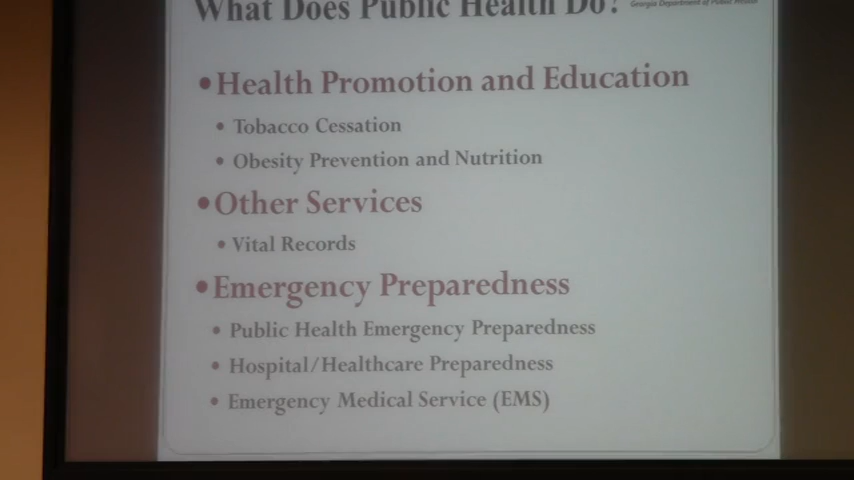 What Does Public Health Do?
Georgia Department of Public Health
•Health Promotion and Education
• Tobacco Cessation
• Obesity Prevention and Nutrition
•Other Services
• Vital Records
•Emergency Preparedness
• Public Health Emergency Preparedness
• Hospital/Healthcare Preparedness
• Emergency Medical Service (EMS)